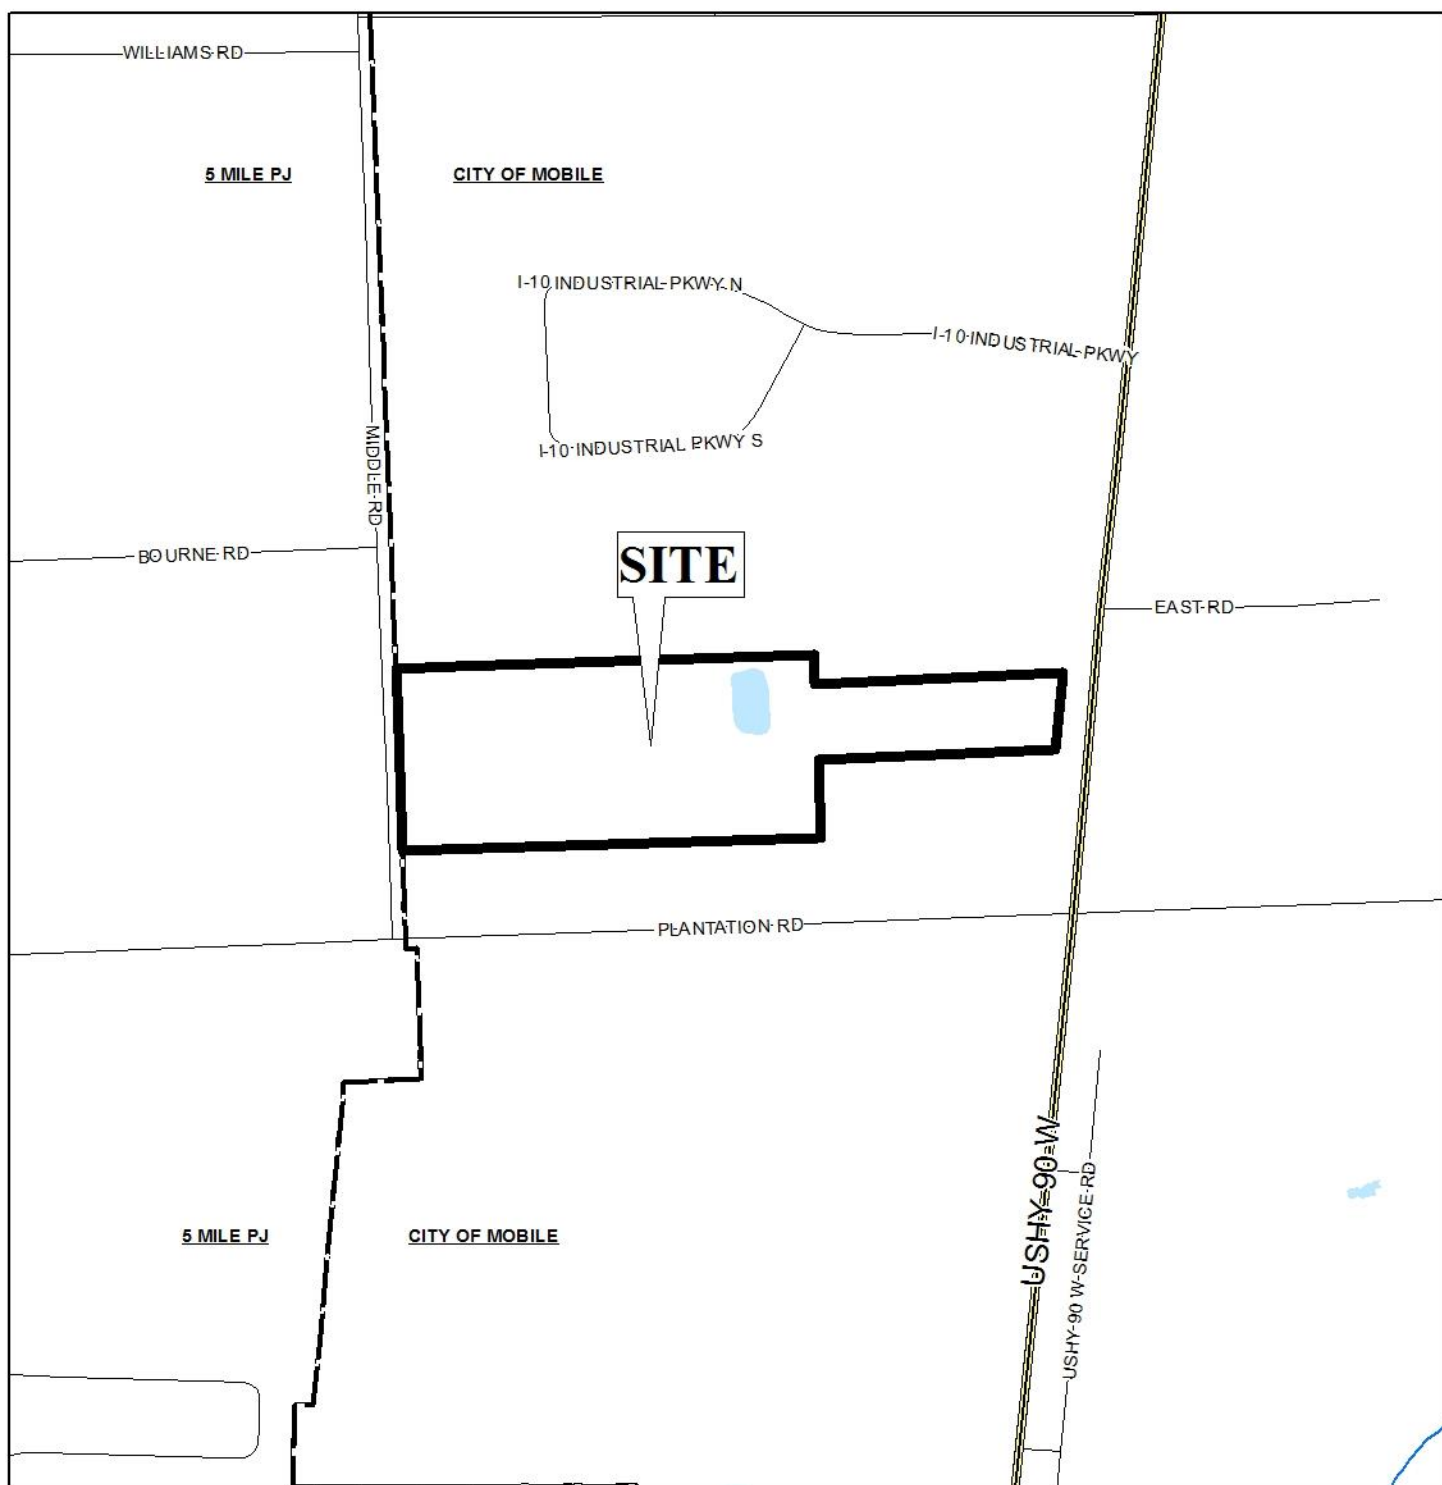 WILLIAMS RD
5 MILE PJ
CITY OF MOBILE
I-10 INDUSTRIAL PKWY N
I-10 INDUSTRIAL PKWY
MIDDLE RD
I-10 INDUSTRIAL PKWY S
BOURNE RD
SITE
EAST RD
PLANTATION RD
USHY 90 W
USHY 90 W SERVICE RD
5 MILE PJ
CITY OF MOBILE